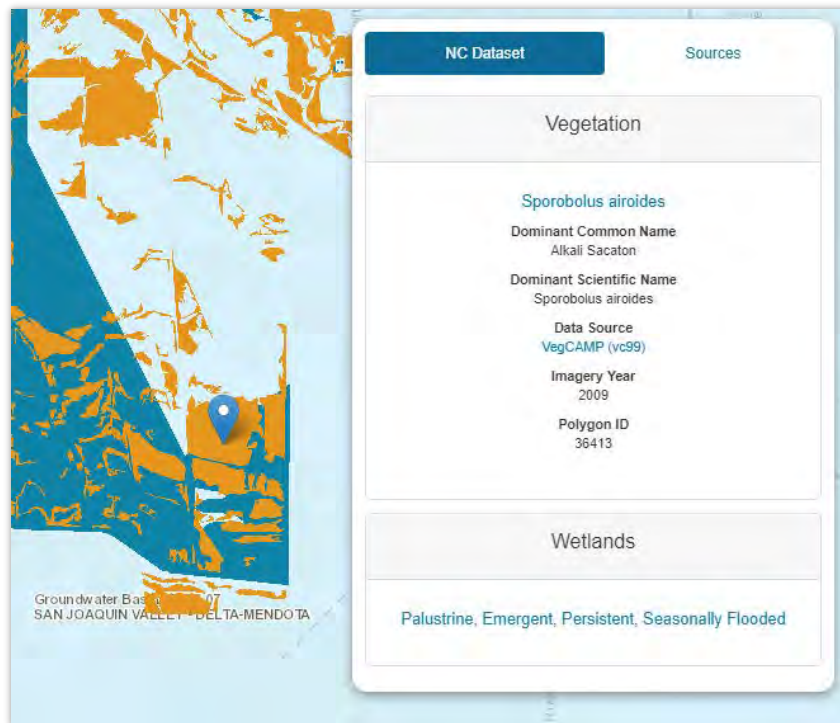 NC Dataset
Sources
Vegetation
Sporobolus airoides
Dominant Common Name
Alkali Sacaton
Dominant Scientific Name
Sporobolus airoides
Data Source
VegCAMP (vc99)
Imagery Year
2009
Polygon ID
36413
Wetlands
Palustrine, Emergent, Persistent, Seasonally Flooded
Groundwater 07
SAN JOAQUIN VALLEY - DELTA-MENDOTA